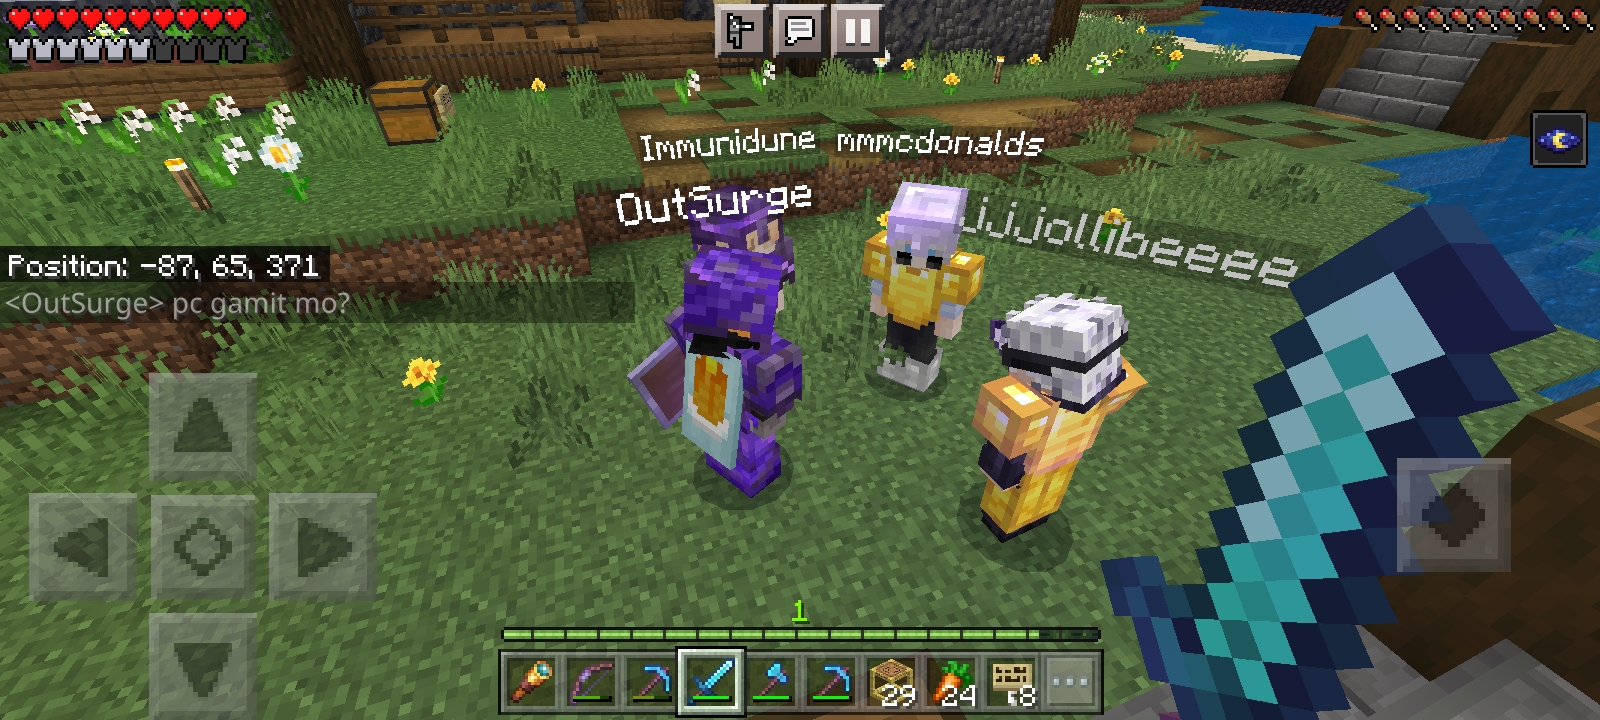 Immunidune mmmcdonalds
OutSurge
jjjjollibeeee
Position: -87, 65, 371
<OutSurge> pc gamit mo?
1
29
24
8